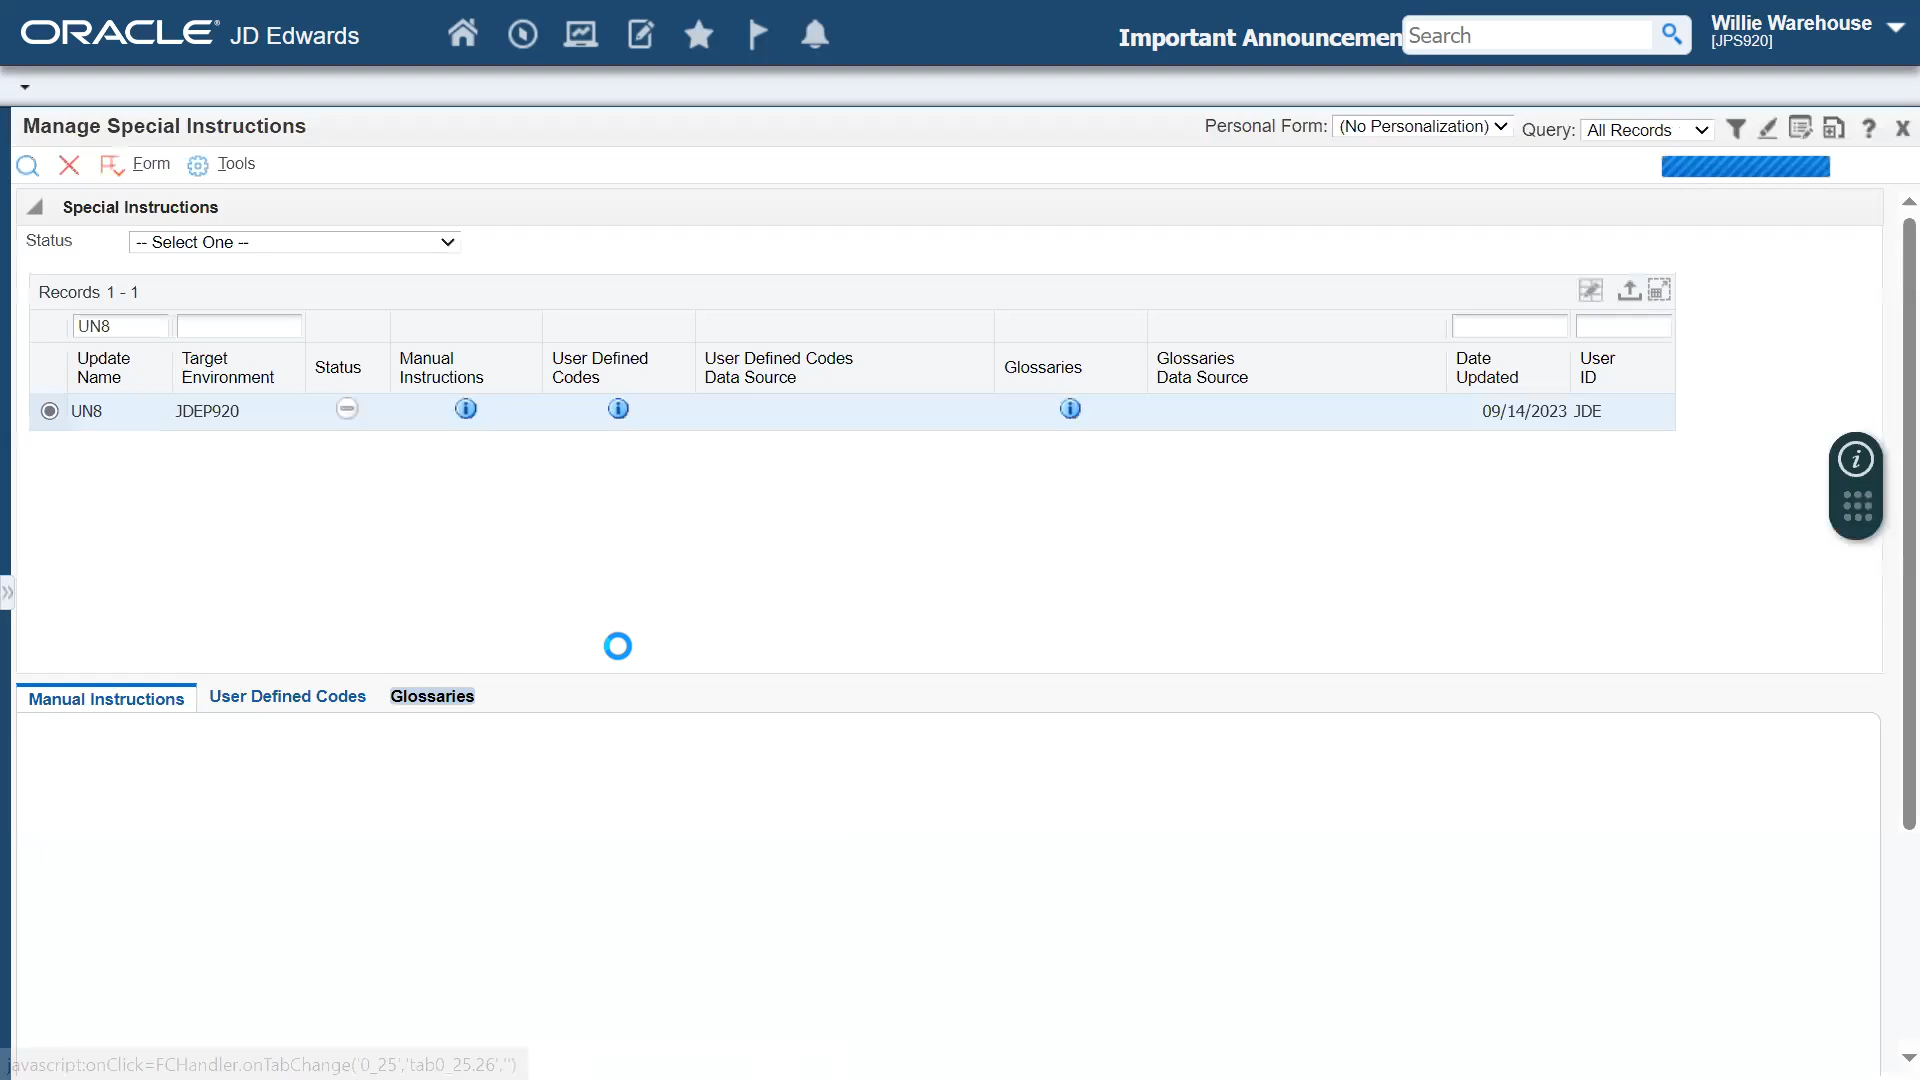 ORACLE JD Edwards
Important Announcemen
Search
Willie Warehouse
[JPS920]
Manage Special Instructions
Personal Form: (No Personalization)
Query: All Records
Form
Tools
Special Instructions
Status
-- Select One --
Records 1 - 1
UN8
Update Name
Target Environment
Status
Manual Instructions
User Defined Codes
User Defined Codes Data Source
Glossaries
Glossaries Data Source
Date Updated
User ID
UN8 JDEP920 09/14/2023 JDE
Manual Instructions
User Defined Codes
Glossaries
javascript:onClick=FCHandler.onTabChange('0_25','tab0_25.26','')